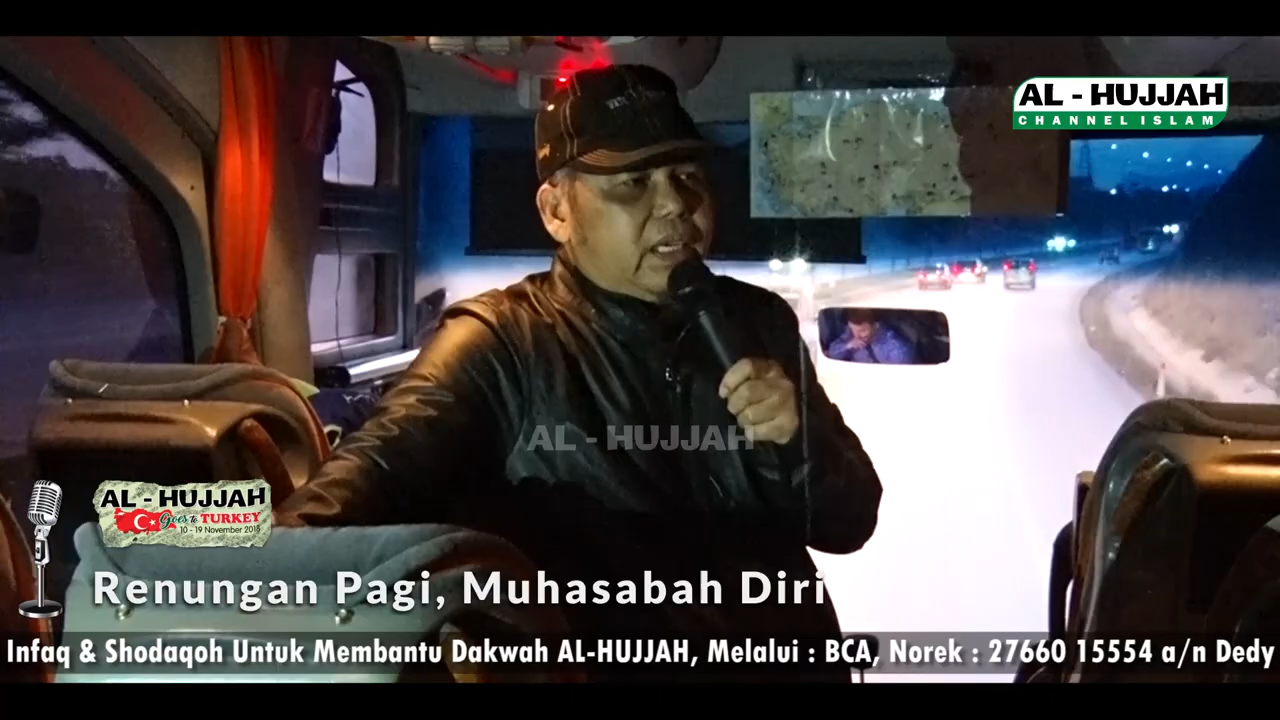 AL - HUJJAH
CHANNEL ISLAM
AL - HUJJAH
AL - HUJJAH
Goes to TURKEY
10 - 19 November 2015
Renungan Pagi, Muhasabah Diri
Infaq & Shodaqoh Untuk Membantu Dakwah AL-HUJJAH, Melalui : BCA, Norek : 27660 15554 a/n Dedy